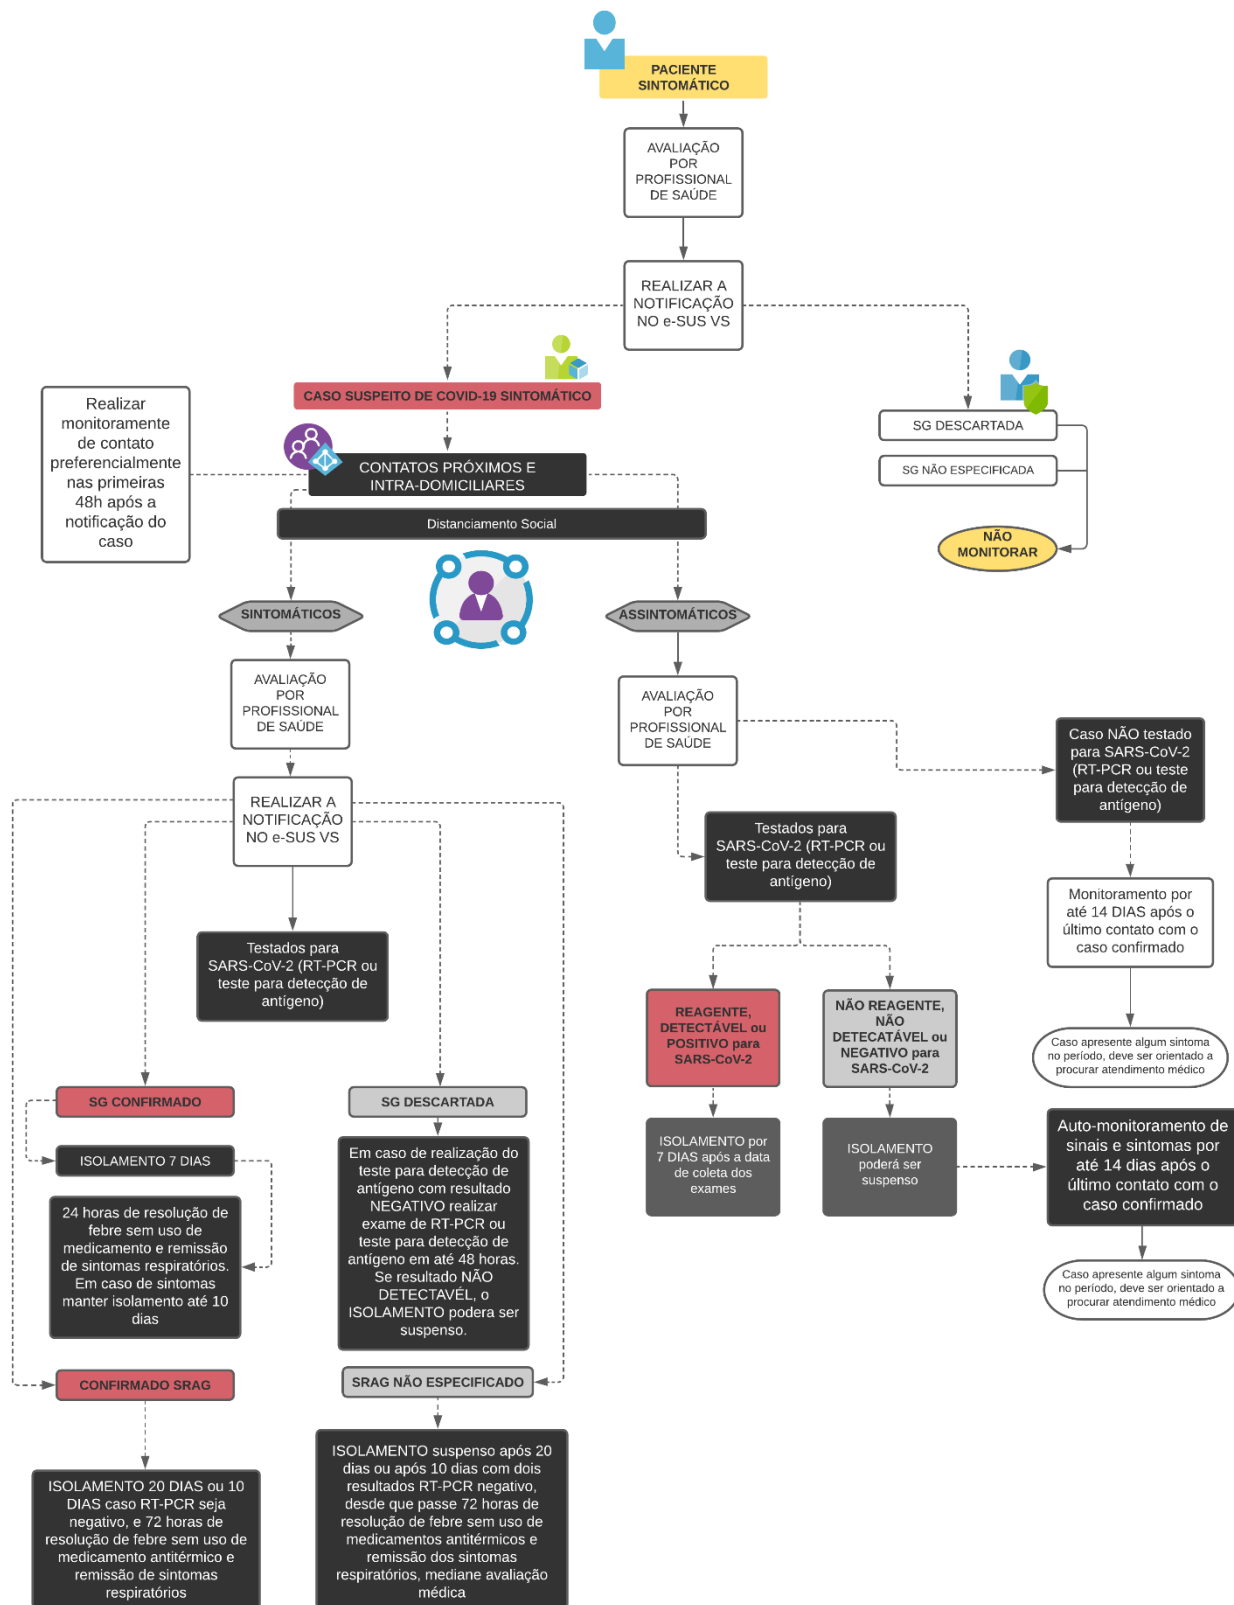 PACIENTE
SINTOMÁTICO
AVALIAÇÃO
POR
PROFISSIONAL
DE SAÚDE
REALIZAR A
NOTIFICAÇÃO
NO e-SUS VS
CASO SUSPEITO DE COVID-19 SINTOMÁTICO
Realizar
monitoramente
de contato
preferencialmente
nas primeiras
48h após a
notificação do
caso
CONTATOS PRÓXIMOS E
INTRA-DOMICILIARES
Distanciamento Social
SG DESCARTADA
SG NÃO ESPECIFICADA
NÃO
MONITORAR
SINTOMÁTICOS
ASSINTOMÁTICOS
AVALIAÇÃO
POR
PROFISSIONAL
DE SAÚDE
REALIZAR A
NOTIFICAÇÃO
NO e-SUS VS
Testados para
SARS-CoV-2 (RT-PCR ou
teste para detecção de
antígeno)
SG CONFIRMADO
ISOLAMENTO 7 DIAS
24 horas de resolução de
febre sem uso de
medicamento e remissão
de sintomas respiratórios.
Em caso de sintomas
manter isolamento até 10
dias
SG DESCARTADA
Em caso de realização do
teste para detecção de
antígeno com resultado
NEGATIVO realizar
exame de RT-PCR ou
teste para detecção de
antígeno em até 48 horas.
Se resultado NÃO
DETECTAVÉL, o
ISOLAMENTO podera ser
suspenso.
CONFIRMADO SRAG
ISOLAMENTO 20 DIAS ou 10
DIAS caso RT-PCR seja
negativo, e 72 horas de
resolução de febre sem uso de
medicamento antitérmico e
remissão de sintomas
respiratórios
SRAG NÃO ESPECIFICADO
ISOLAMENTO suspenso após 20
dias ou após 10 dias com dois
resultados RT-PCR negativo,
desde que passe 72 horas de
resolução de febre sem uso de
medicamentos antitérmicos e
remissão dos sintomas
respiratórios, mediane avaliação
médica
AVALIAÇÃO
POR
PROFISSIONAL
DE SAÚDE
Testados para
SARS-CoV-2 (RT-PCR ou
teste para detecção de
antígeno)
REAGENTE,
DETECTÁVEL ou
POSITIVO para
SARS-CoV-2
ISOLAMENTO por
7 DIAS após a data
de coleta dos
exames
NÃO REAGENTE,
NÃO
DETECATÁVEL ou
NEGATIVO para
SARS-CoV-2
ISOLAMENTO
poderá ser
suspenso
Caso NÃO testado
para SARS-CoV-2
(RT-PCR ou teste
para detecção de
antígeno)
Monitoramento por
até 14 DIAS após o
último contato com o
caso confirmado
Caso apresente algum sintoma
no período, deve ser orientado a
procurar atendimento médico
Auto-monitoramento de
sinais e sintomas por
até 14 dias após o
último contato com o
caso confirmado
Caso apresente algum sintoma
no período, deve ser orientado a
procurar atendimento médico